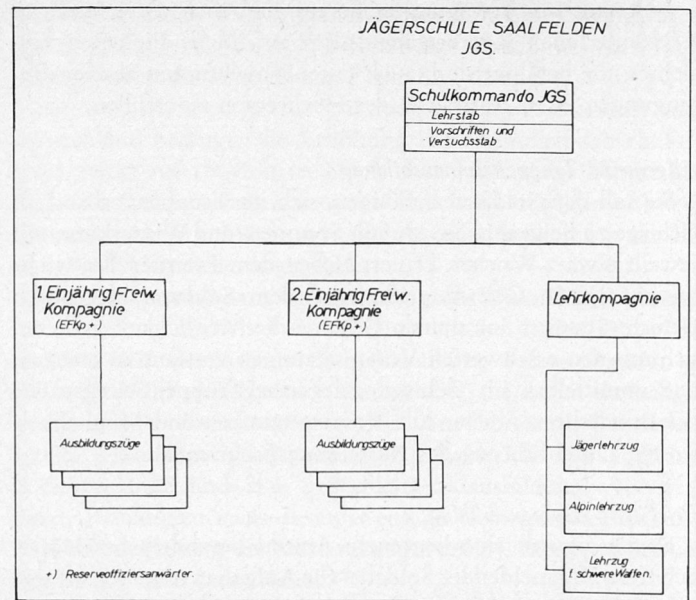 JÄGERSCHULE SAALFELDEN
JGS.
Schulkommando JGS
Lehrstab
Vorschriften und
Versuchsstab
1. Einjährig Freiw.
Kompagnie
(EFKp +)
2. Einjährig Freiw.
Kompagnie
(EFKp +)
Lehrkompagnie
Ausbildungszüge
Ausbildungszüge
Jägerlehrzug
Alpinlehrzug
Lehrzug
f. schwere Waffen
+) Reserveoffiziersanwärter